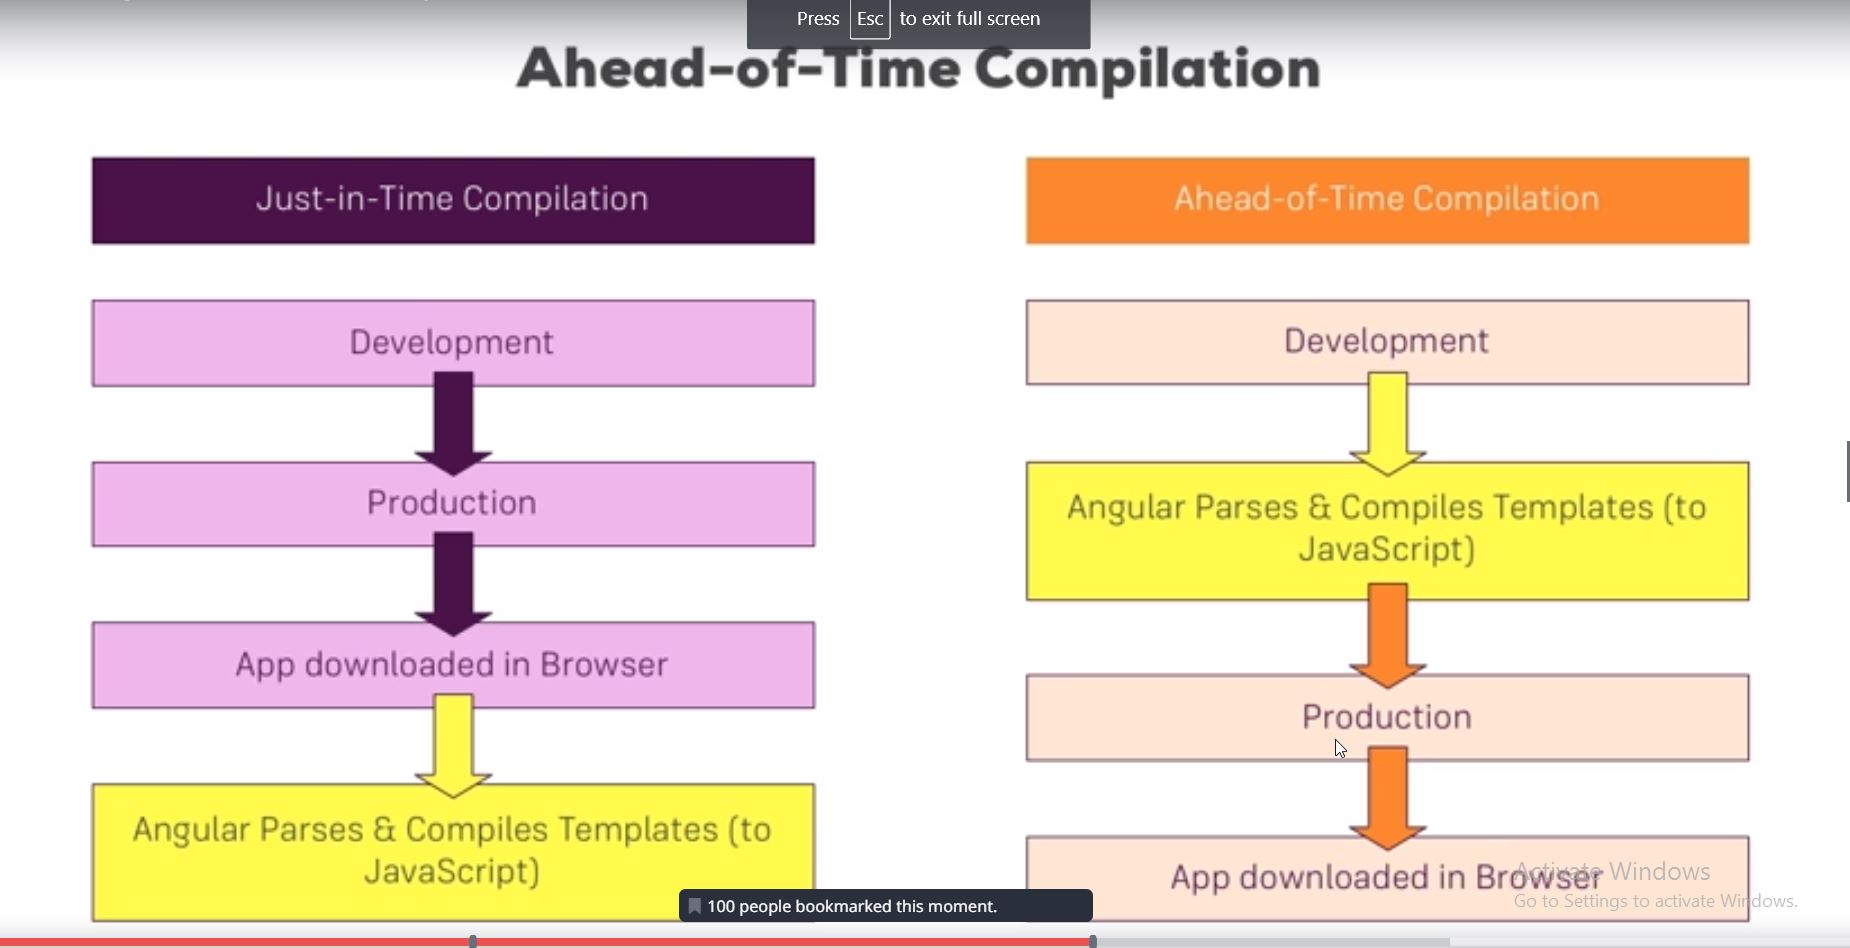 Press Esc to exit full screen
Ahead-of-Time Compilation
Just-in-Time Compilation
Development
Production
App downloaded in Browser
Angular Parses & Compiles Templates (to
JavaScript)
Ahead-of-Time Compilation
Development
Angular Parses & Compiles Templates (to
JavaScript)
Production
App downloaded in Browser
100 people bookmarked this moment.
Activate Windows
Go to Settings to activate Windows.